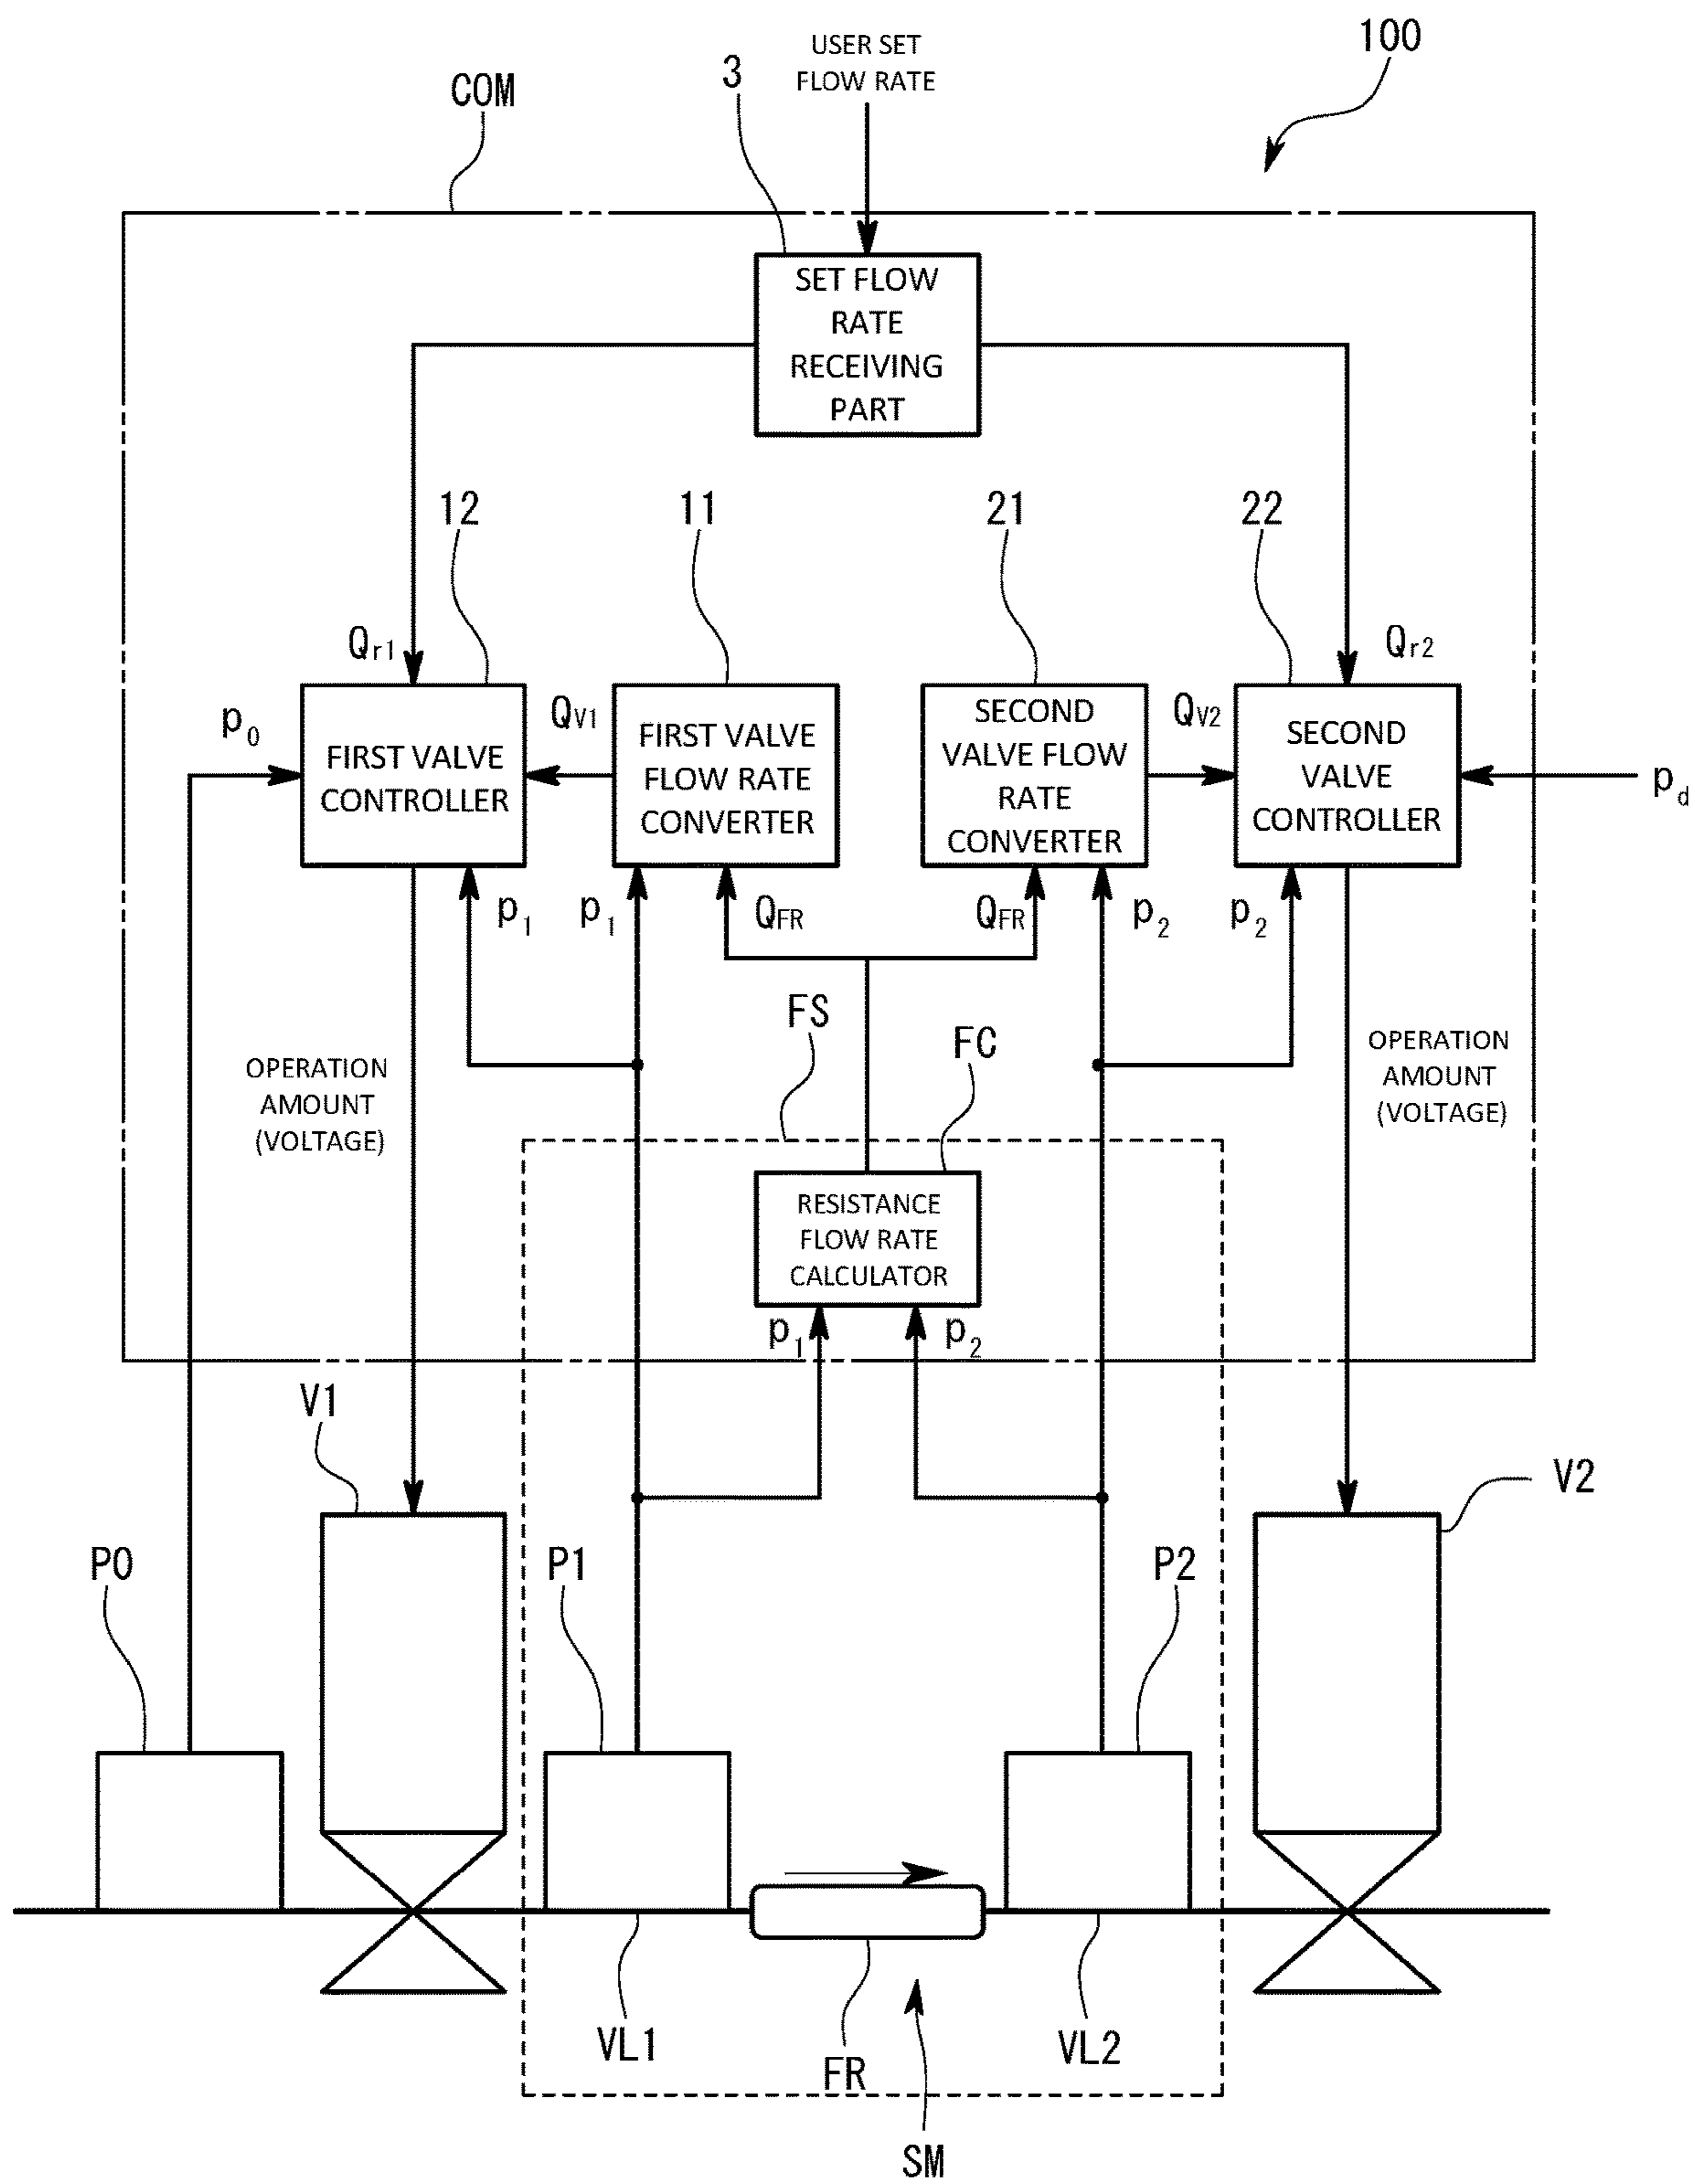 100
USER SET
FLOW RATE
3
COM
SET FLOW
RATE
RECEIVING
PART
12
11
21
22
Qr1
Qr2
p0
QV1
QV2
pd
FIRST VALVE
CONTROLLER
FIRST VALVE
FLOW RATE
CONVERTER
SECOND
VALVE FLOW
RATE
CONVERTER
SECOND
VALVE
CONTROLLER
p1
p1
QFR
QFR
p2
p2
FS
FC
OPERATION
AMOUNT
(VOLTAGE)
OPERATION
AMOUNT
(VOLTAGE)
RESISTANCE
FLOW RATE
CALCULATOR
p1
p2
V1
V2
P0
P1
P2
VL1
FR
VL2
SM